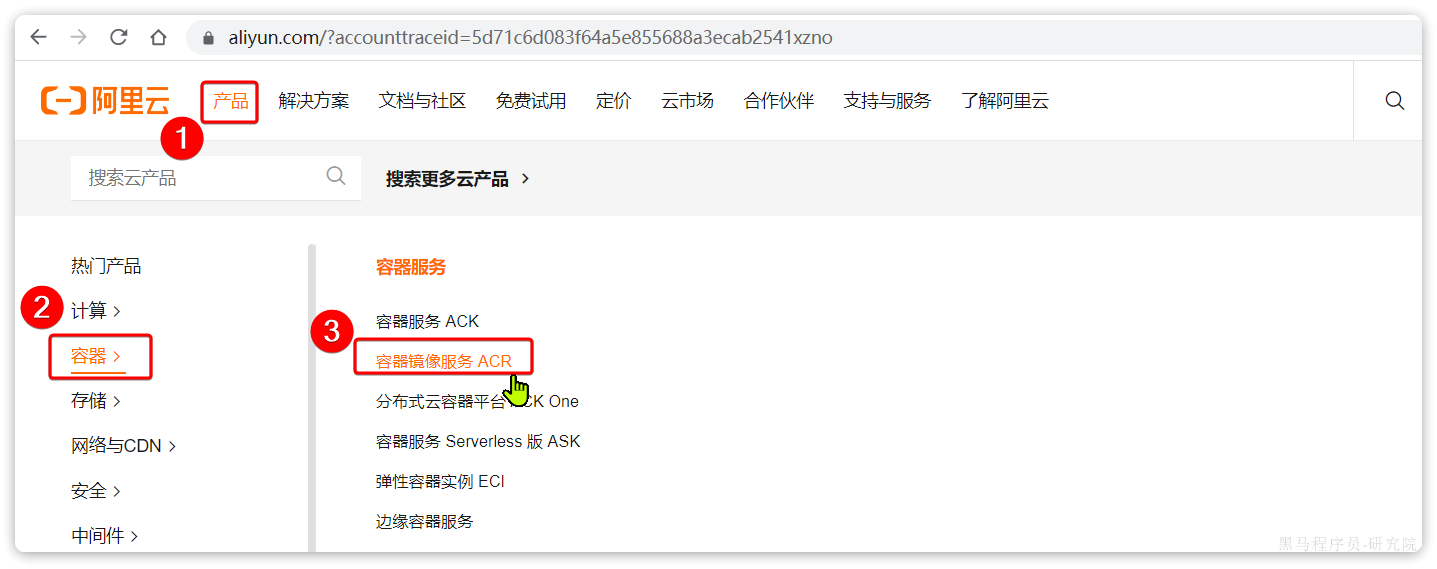 aliyun.com/?accounttraceid=5d71c6d083f64a5e855688a3ecab2541xzno
阿里云 产品 解决方案 文档与社区 免费试用 定价 云市场 合作伙伴 支持与服务 了解阿里云
1
搜索云产品 搜索更多云产品 >
热门产品
2
计算 >
容器 >
存储 >
网络与CDN >
安全 >
中间件 >
容器服务
容器服务 ACK
3
容器镜像服务 ACR
分布式云容器平台 ACK One
容器服务 Serverless 版 ASK
弹性容器实例 ECI
边缘容器服务
黑马程序员-研究院